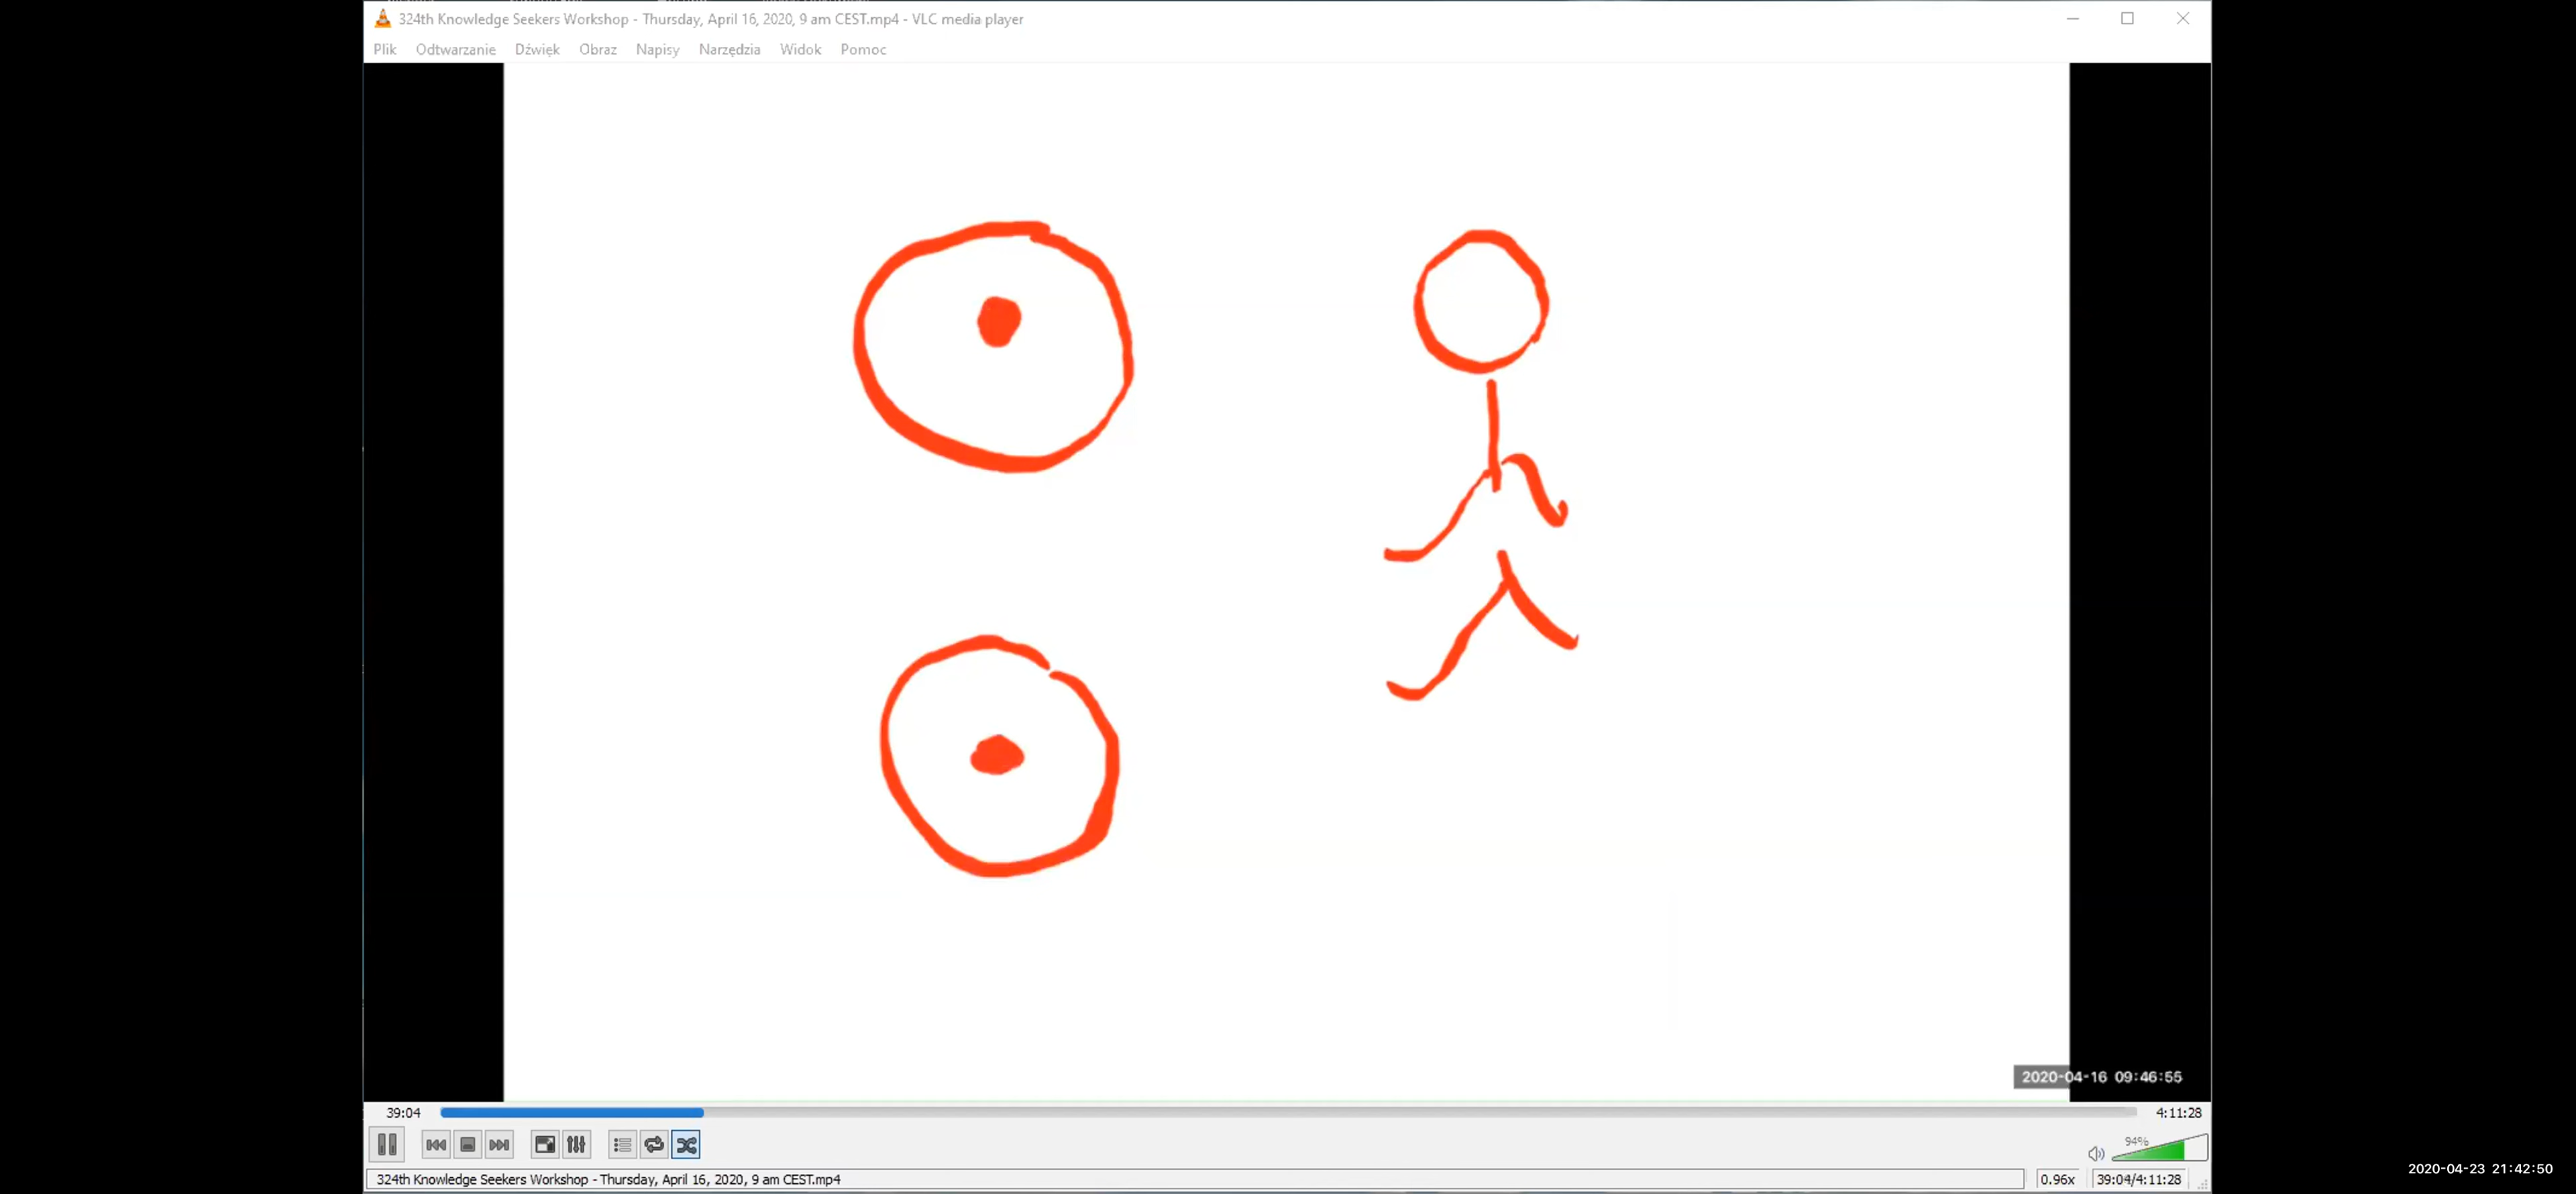 324th Knowledge Seekers Workshop - Thursday, April 16, 2020, 9 am CEST.mp4 - VLC media player
Plik Odtwarzanie Dźwięk Obraz Napisy Narzędzia Widok Pomoc
2020-04-16 09:46:55
39:04 4:11:28
94%
2020-04-23 21:42:50
324th Knowledge Seekers Workshop - Thursday, April 16, 2020, 9 am CEST.mp4 0.96x 39:04/4:11:28